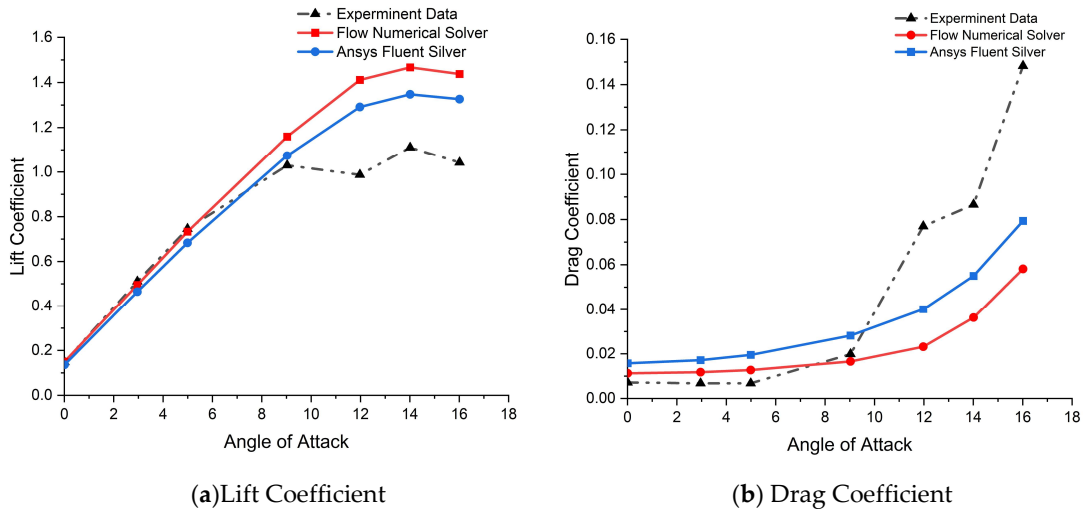 Experminent Data
Flow Numerical Solver
Ansys Fluent Silver
1.6
1.4
1.2
1.0
0.8
0.6
0.4
0.2
0.0
Lift Coefficient
0 2 4 6 8 10 12 14 16 18
Angle of Attack
(a)Lift Coefficient
Experminent Data
Flow Numerical Solver
Ansys Fluent Silver
0.16
0.14
0.12
0.10
0.08
0.06
0.04
0.02
0.00
Drag Coefficient
0 2 4 6 8 10 12 14 16 18
Angle of Attack
(b) Drag Coefficient